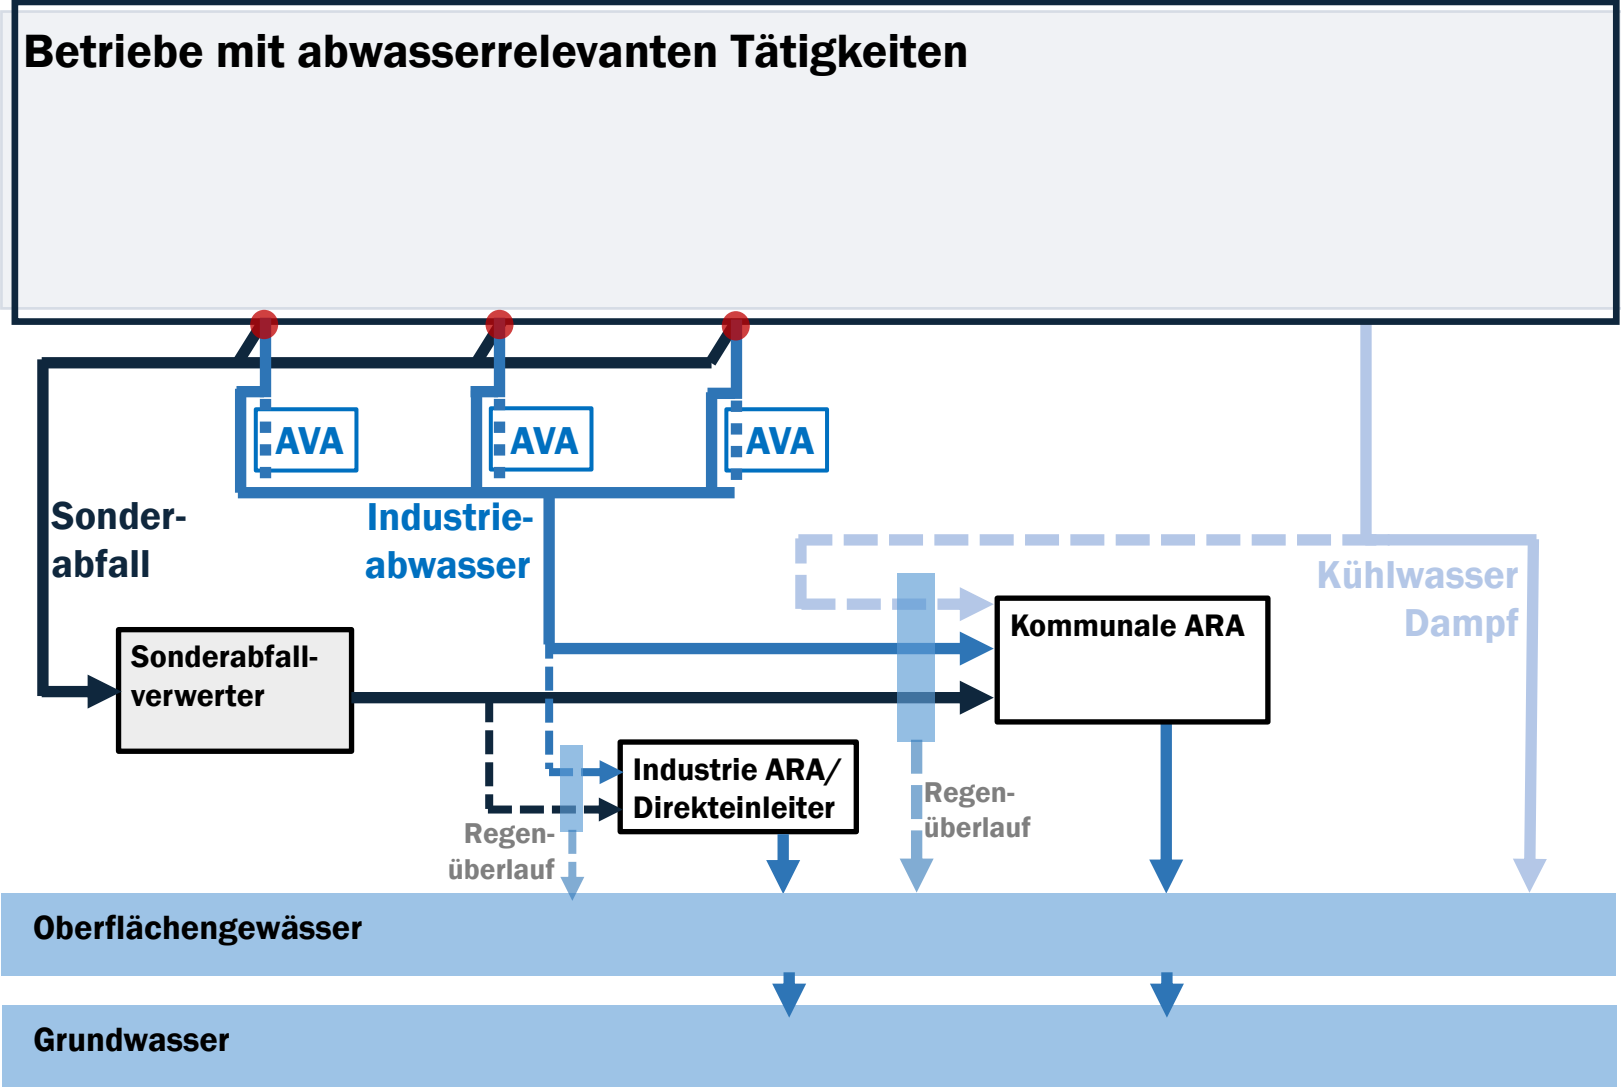 Betriebe mit abwasserrelevanten Tätigkeiten
AVA
AVA
AVA
Sonder-
abfall
Industrie-
abwasser
Kühlwasser
Dampf
Sonderabfall-
verwerter
Kommunale ARA
Industrie ARA/
Direkteinleiter
Regen-
überlauf
Regen-
überlauf
Oberflächengewässer
Grundwasser